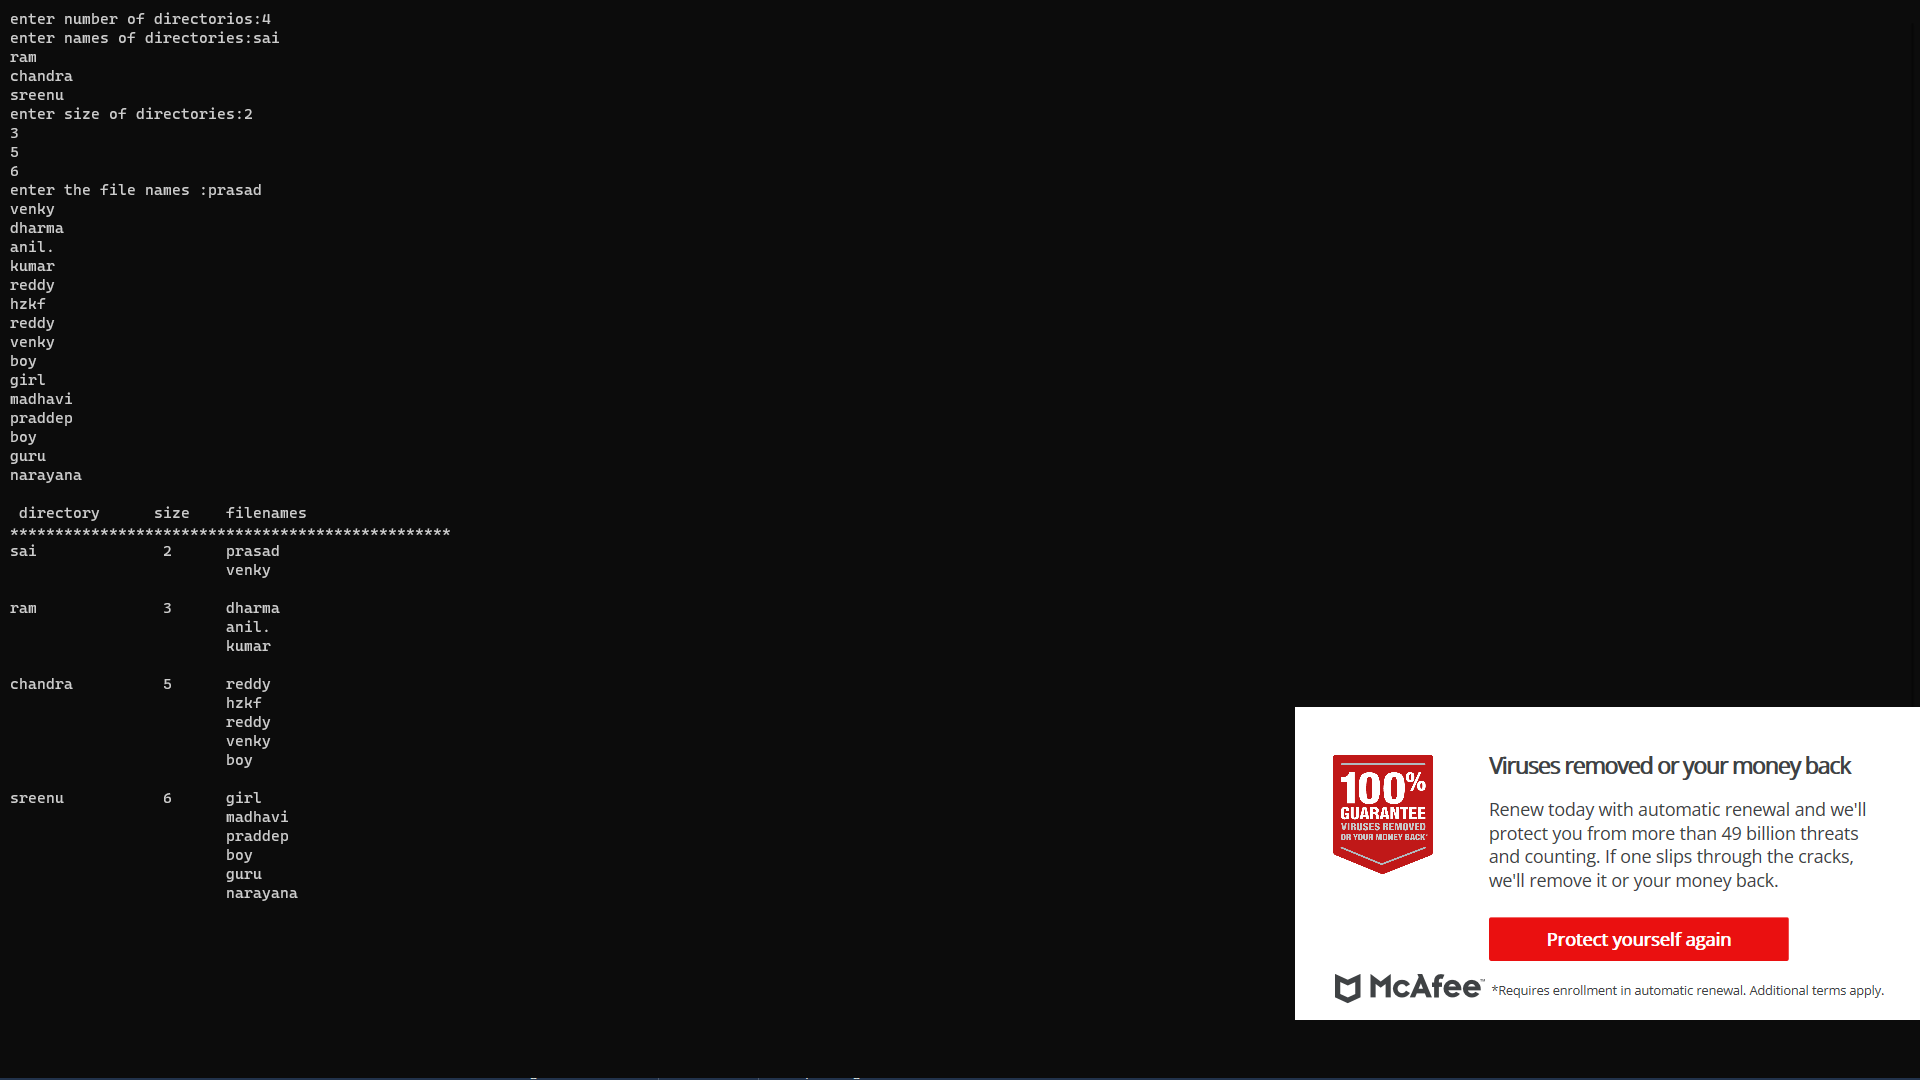 enter number of directorios:4
enter names of directories:sai
ram
chandra
sreenu
enter size of directories:2
3
5
6
enter the file names :prasad
venky
dharma
anil.
kumar
reddy
hzkf
reddy
venky
boy
girl
madhavi
praddep
boy
guru
narayana
directory size filenames
*************************************************
sai 2 prasad
venky
ram 3 dharma
anil.
kumar
chandra 5 reddy
hzkf
reddy
venky
boy
sreenu 6 girl
madhavi
praddep
boy
guru
narayana
100%
GUARANTEE
VIRUSES REMOVED
OR YOUR MONEY BACK*
Viruses removed or your money back
Renew today with automatic renewal and we'll
protect you from more than 49 billion threats
and counting. If one slips through the cracks,
we'll remove it or your money back.
Protect yourself again
McAfee™
*Requires enrollment in automatic renewal. Additional terms apply.